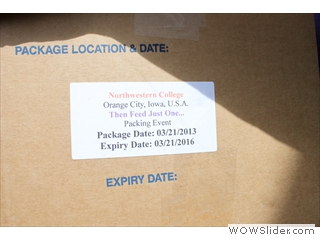 PACKAGE LOCATION & DATE:
Northwestern College
Orange City, Iowa, U.S.A.
Then Feed Just One...
Packing Event
Package Date: 03/21/2013
Expiry Date: 03/21/2016
EXPIRY DATE:
WOWSlider.com